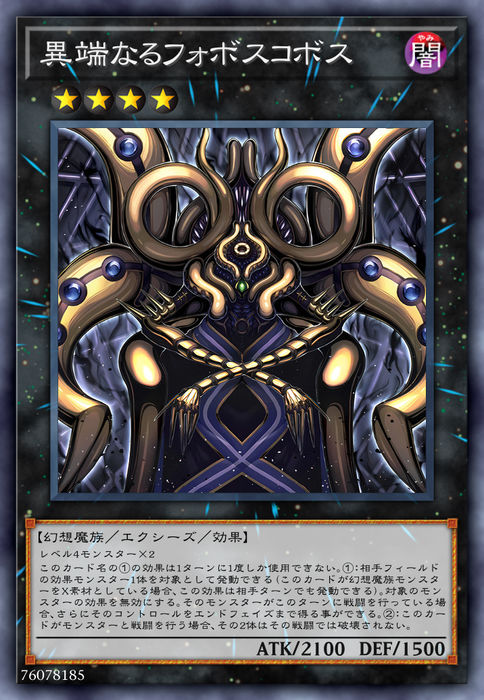 異端なるフォボスコボス
やみ
闇
【幻想魔族／エクシーズ／効果】
レベル4モンスター×2
このカード名の①の効果は1ターンに1度しか使用できない。①：相手フィールド
の効果モンスター1体を対象として発動できる(このカードが幻想魔族モンスタ
ーをX素材としている場合、この効果は相手ターンでも発動できる)。対象のモ
ンスターの効果を無効にする。そのモンスターがこのターンに戦闘を行っている場
合、さらにそのコントロールをエンドフェイズまで得る事ができる。②：このカー
ドがモンスターと戦闘を行う場合、その2体はその戦闘では破壊されない。
ATK/2100 DEF/1500
76078185